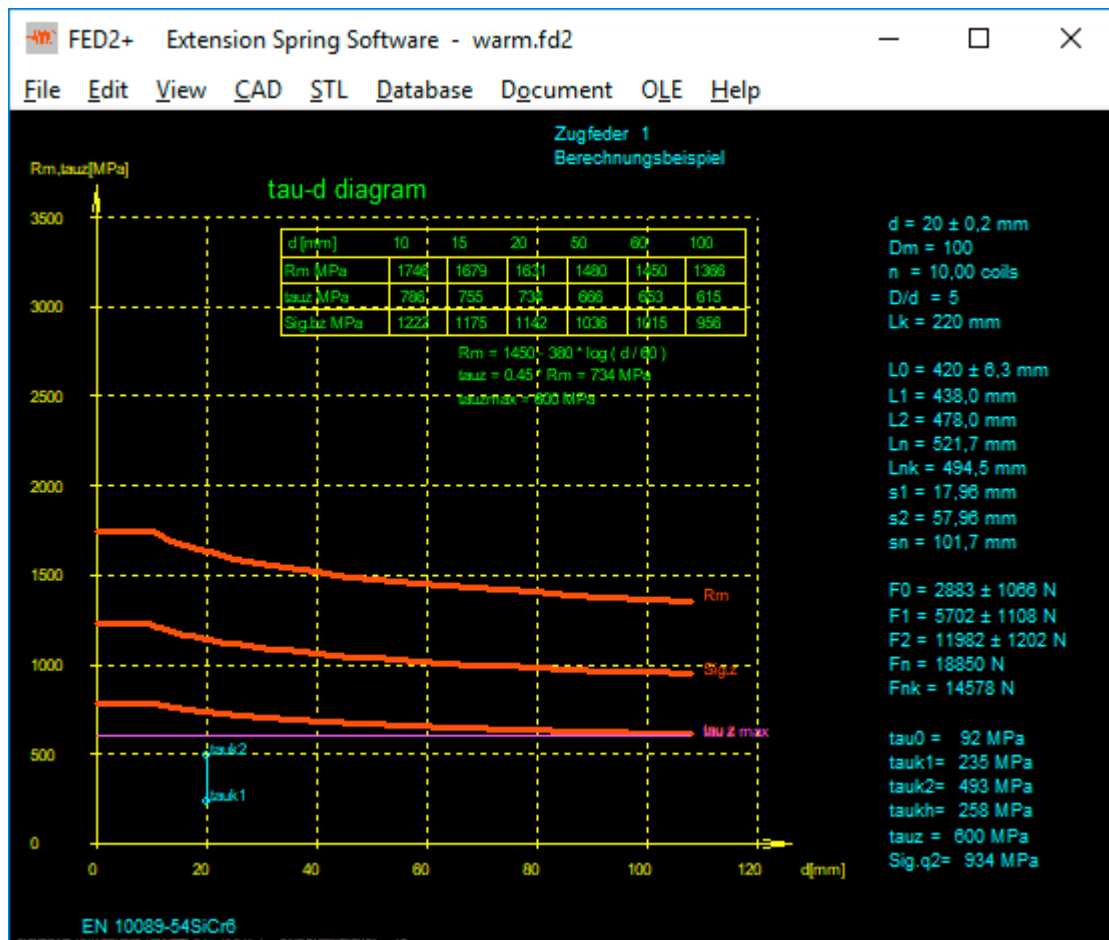 FED2+ Extension Spring Software - warm.fd2
File Edit View CAD STL Database Document OLE Help
Zugfeder 1
Berechnungsbeispiel
Rm,tauz[MPa]
tau-d diagram
3500
3000
2500
2000
1500
1000
500
0
d [mm] 10 15 20 50 60 100
Rm MPa 1746 1679 1631 1480 1450 1366
tauz MPa 786 755 734 666 653 615
Sig.bz MPa 1222 1175 1142 1036 1015 956
Rm = 1450 - 380 * log ( d / 60 )
tauz = 0.45 * Rm = 734 MPa
tauzmax = 600 MPa
Rm
Sig.z
tau z max
tauk2
tauk1
0 20 40 60 80 100 120 d[mm]
d = 20 ± 0,2 mm
Dm = 100
n = 10,00 coils
D/d = 5
Lk = 220 mm
L0 = 420 ± 6,3 mm
L1 = 438,0 mm
L2 = 478,0 mm
Ln = 521,7 mm
Lnk = 494,5 mm
s1 = 17,96 mm
s2 = 57,96 mm
sn = 101,7 mm
F0 = 2883 ± 1066 N
F1 = 5702 ± 1108 N
F2 = 11982 ± 1202 N
Fn = 18850 N
Fnk = 14578 N
tau0 = 92 MPa
tauk1= 235 MPa
tauk2= 493 MPa
taukh= 258 MPa
tauz = 600 MPa
Sig.q2= 934 MPa
EN 10089-54SiCr6